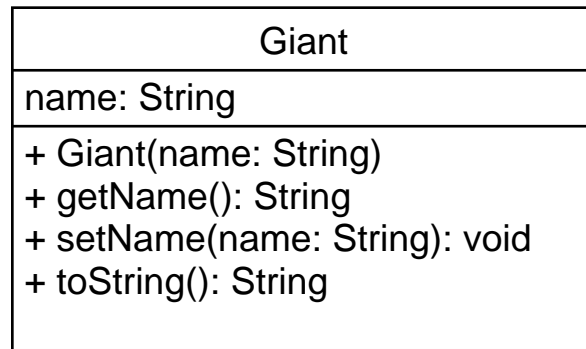 Giant
name: String
+ Giant(name: String)
+ getName(): String
+ setName(name: String): void
+ toString(): String